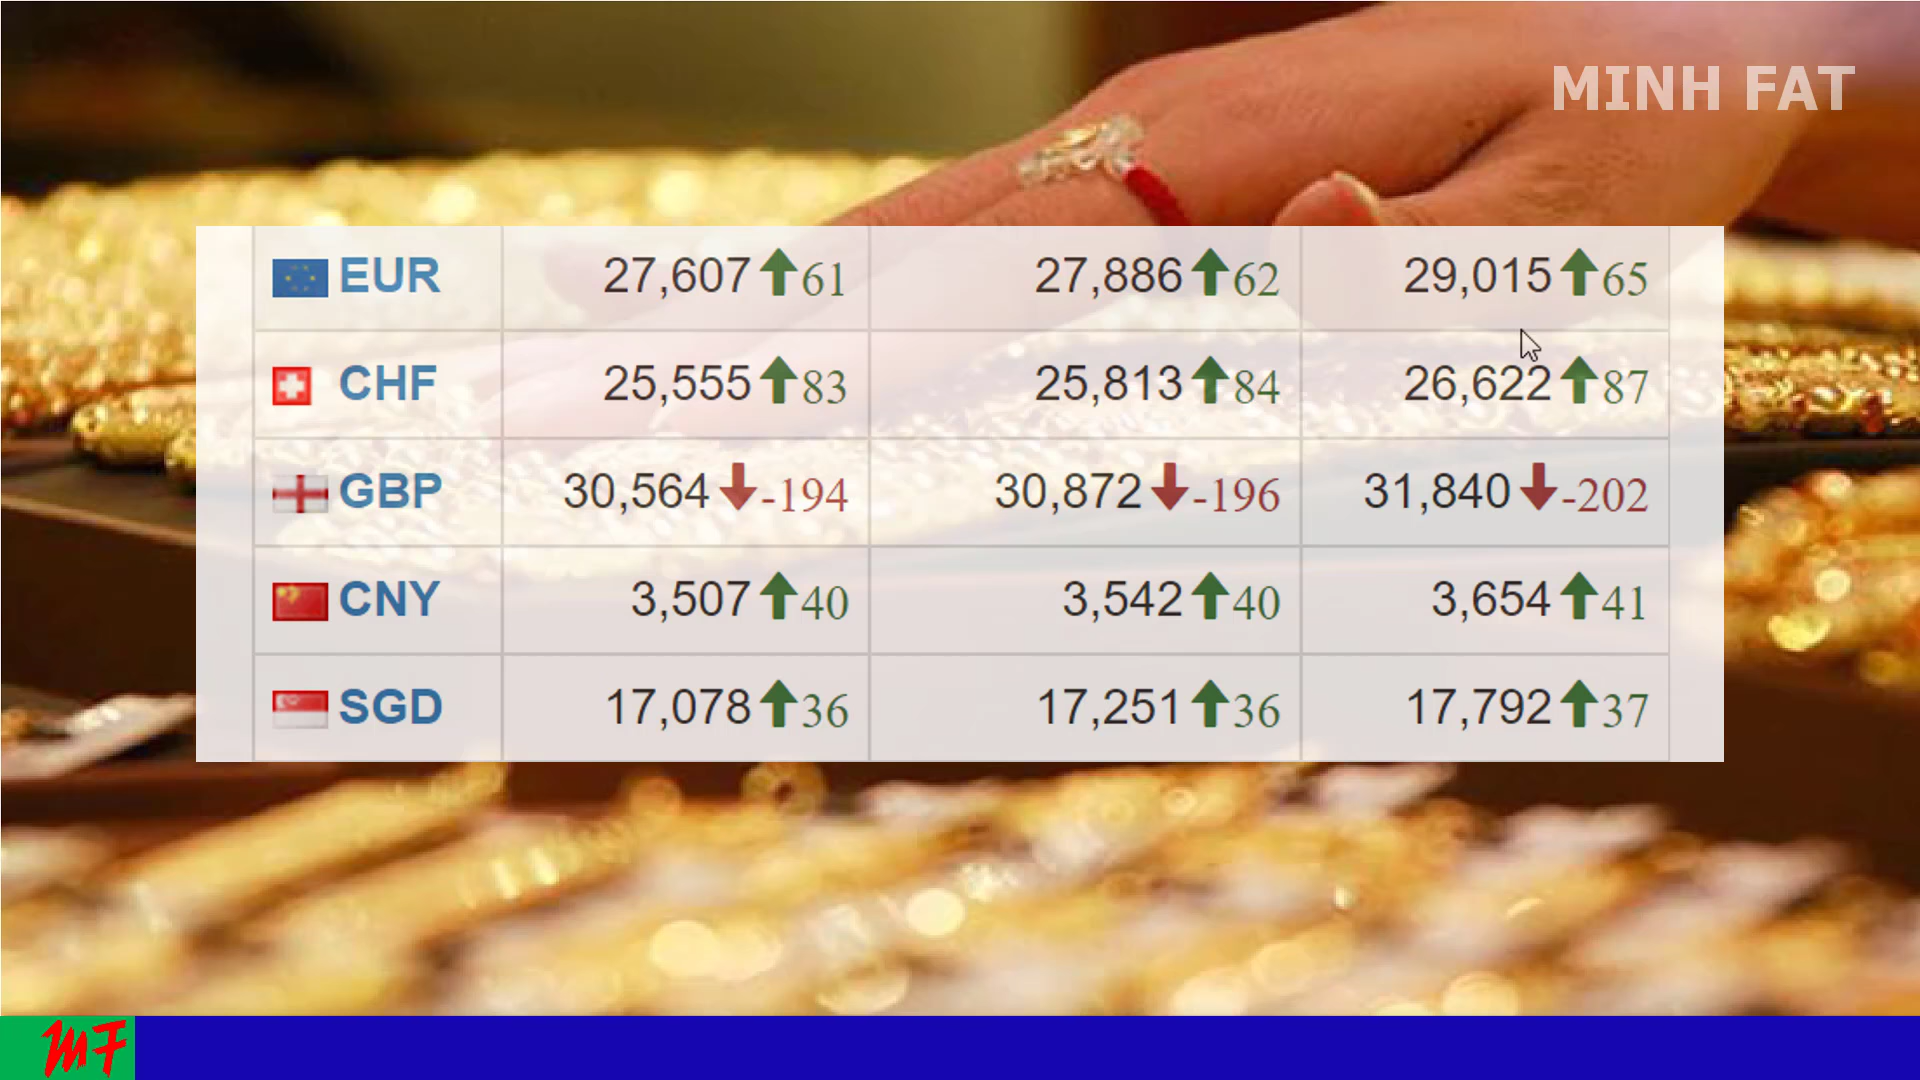 MINH FAT
EUR 27,607 61 27,886 62 29,015 65
CHF 25,555 83 25,813 84 26,622 87
GBP 30,564 -194 30,872 -196 31,840 -202
CNY 3,507 40 3,542 40 3,654 41
SGD 17,078 36 17,251 36 17,792 37
MF